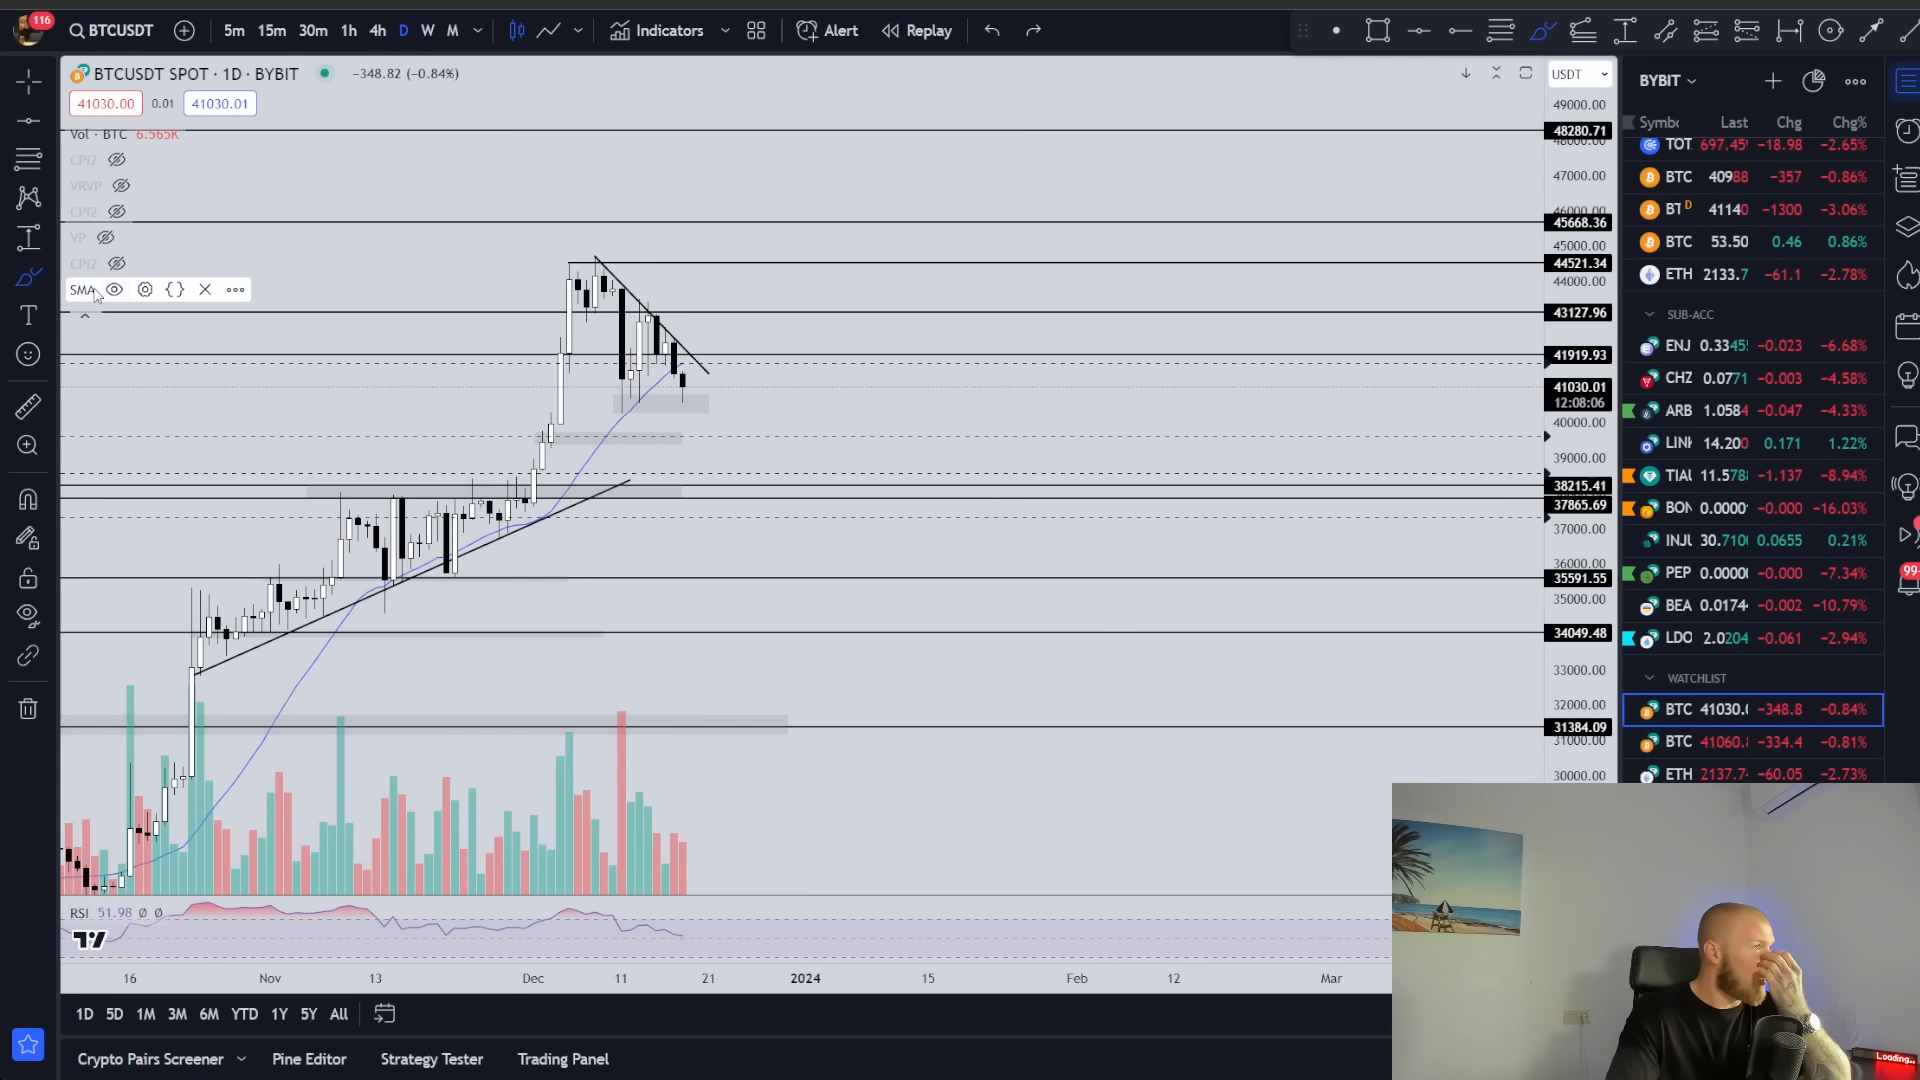 116
BTCUSDT 5m 15m 30m 1h 4h D W M Indicators Alert Replay
BTCUSDT SPOT · 1D · BYBIT −348.82 (−0.84%)
41030.00 0.01 41030.01
Vol · BTC 6.565K
CPI2
VRVP
CPI2
VP
CPI2
SMA
USDT
49000.00
48280.71
48000.00
47000.00
46000.00
45668.36
45000.00
44521.34
44000.00
43127.96
41919.93
41030.01
12:08:06
40000.00
39000.00
38215.41
37865.69
37000.00
36000.00
35591.55
35000.00
34049.48
33000.00
32000.00
31384.09
31000.00
30000.00
RSI 51.98 Ø Ø
16 Nov 13 Dec 11 21 2024 15 Feb 12 Mar
1D 5D 1M 3M 6M YTD 1Y 5Y All
Crypto Pairs Screener Pine Editor Strategy Tester Trading Panel
BYBIT
Symbo Last Chg Chg%
TOT 697.45 −18.98 −2.65%
BTC 40988 −357 −0.86%
BT D 41140 −1300 −3.06%
BTC 53.50 0.46 0.86%
ETH 2133.7 −61.1 −2.78%
SUB-ACC
ENJ 0.3345 −0.023 −6.68%
CHZ 0.0771 −0.003 −4.58%
ARB 1.0584 −0.047 −4.33%
LINK 14.200 0.171 1.22%
TIA 11.578 −1.137 −8.94%
BON 0.0000 −0.000 −16.03%
INJ 30.710 0.0655 0.21%
PEP 0.0000 −0.000 −7.34%
BEA 0.0174 −0.002 −10.79%
LDO 2.0204 −0.061 −2.94%
WATCHLIST
BTC 41030.0 −348.8 −0.84%
BTC 41060. −334.4 −0.81%
ETH 2137.7 −60.05 −2.73%
99+
Loading...